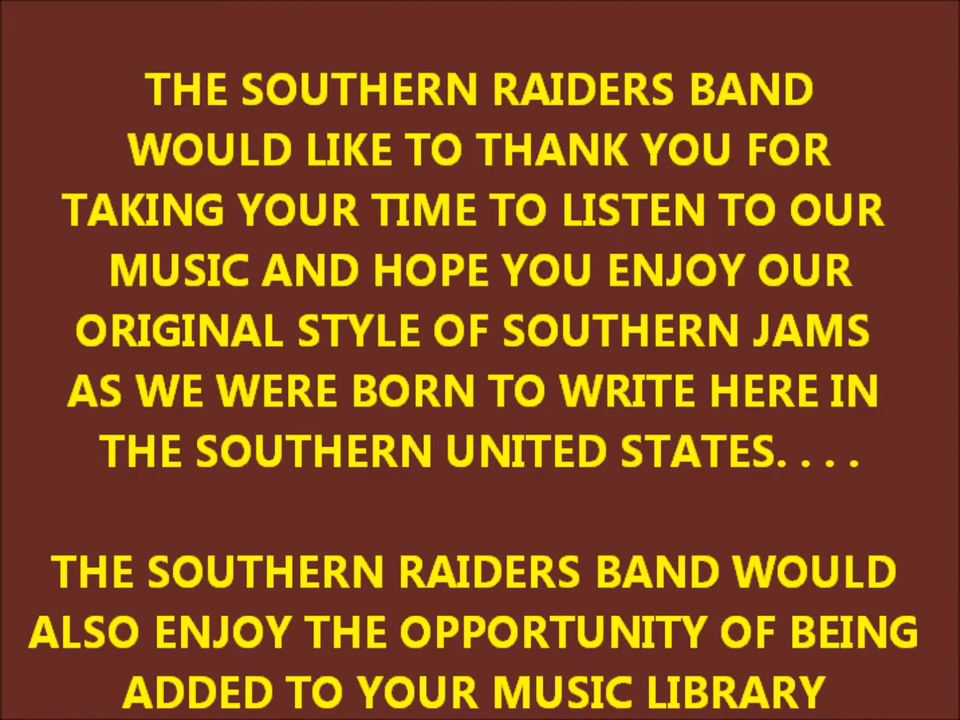 THE SOUTHERN RAIDERS BAND
WOULD LIKE TO THANK YOU FOR
TAKING YOUR TIME TO LISTEN TO OUR
MUSIC AND HOPE YOU ENJOY OUR
ORIGINAL STYLE OF SOUTHERN JAMS
AS WE WERE BORN TO WRITE HERE IN
THE SOUTHERN UNITED STATES. . . .
THE SOUTHERN RAIDERS BAND WOULD
ALSO ENJOY THE OPPORTUNITY OF BEING
ADDED TO YOUR MUSIC LIBRARY